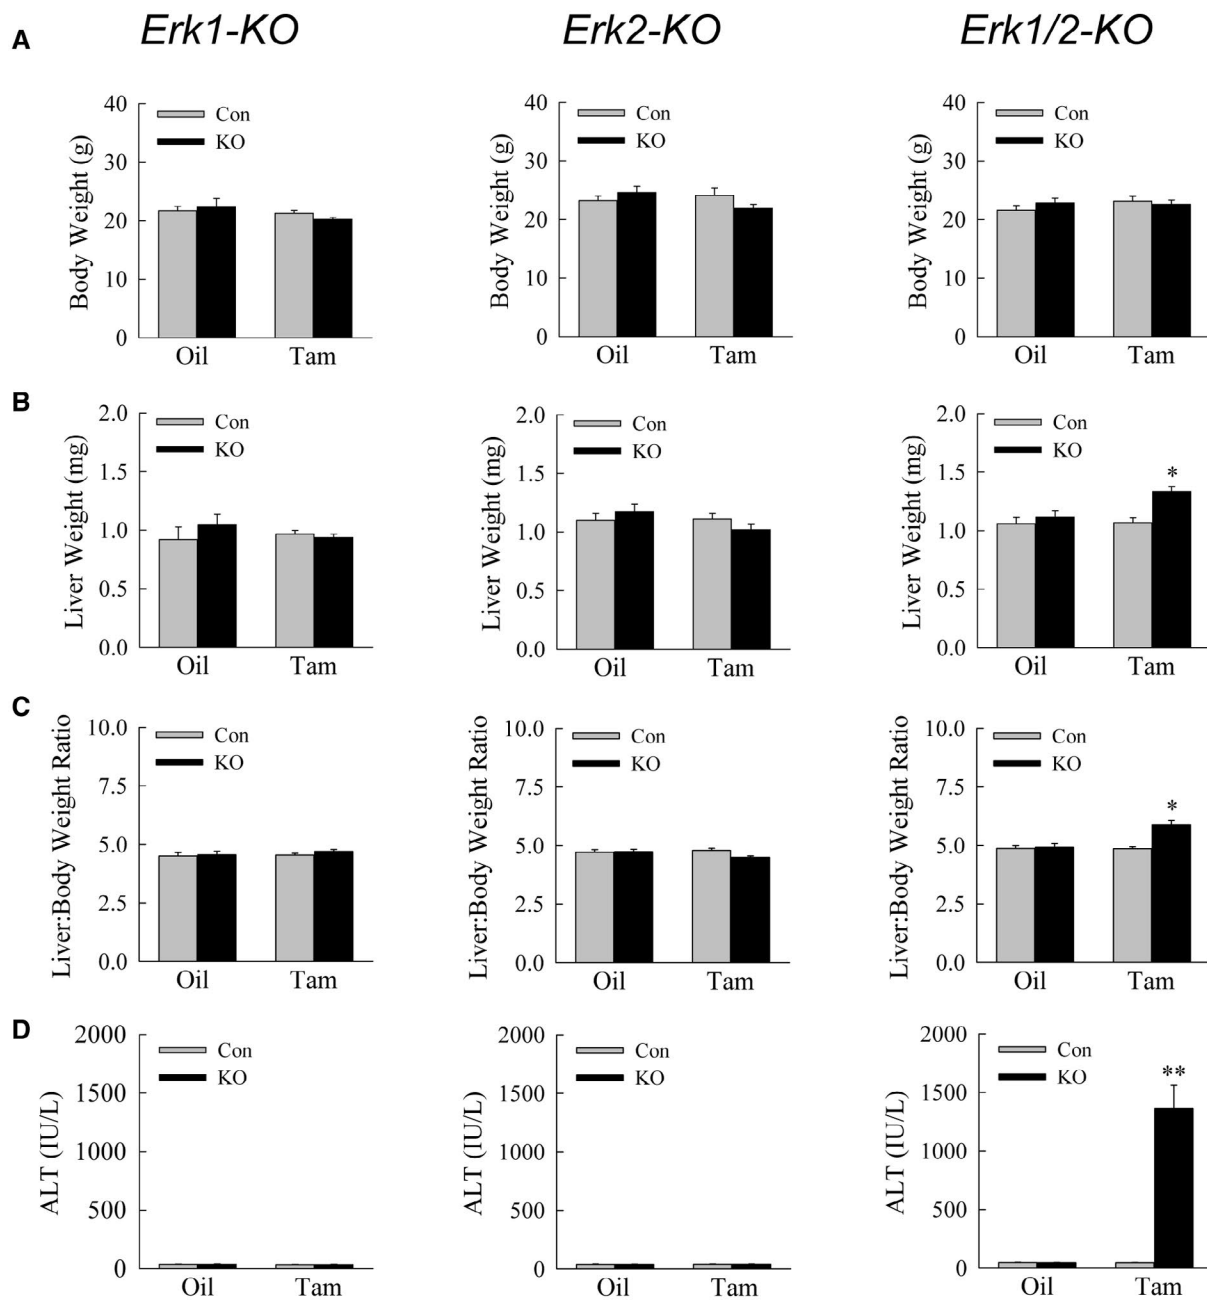 Erk1-KO Erk2-KO Erk1/2-KO
A
Body Weight (g)
40
30
20
10
0
Con
KO
Oil Tam
Body Weight (g)
40
30
20
10
0
Con
KO
Oil Tam
Body Weight (g)
40
30
20
10
0
Con
KO
Oil Tam
B
Liver Weight (mg)
2.0
1.5
1.0
0.5
0.0
Con
KO
Oil Tam
Liver Weight (mg)
2.0
1.5
1.0
0.5
0.0
Con
KO
Oil Tam
Liver Weight (mg)
2.0
1.5
1.0
0.5
0.0
Con
KO
*
Oil Tam
C
Liver:Body Weight Ratio
10.0
7.5
5.0
2.5
0.0
Con
KO
Oil Tam
Liver:Body Weight Ratio
10.0
7.5
5.0
2.5
0.0
Con
KO
Oil Tam
Liver:Body Weight Ratio
10.0
7.5
5.0
2.5
0.0
Con
KO
*
Oil Tam
D
ALT (IU/L)
2000
1500
1000
500
0
Con
KO
Oil Tam
ALT (IU/L)
2000
1500
1000
500
0
Con
KO
Oil Tam
ALT (IU/L)
2000
1500
1000
500
0
Con
KO
**
Oil Tam